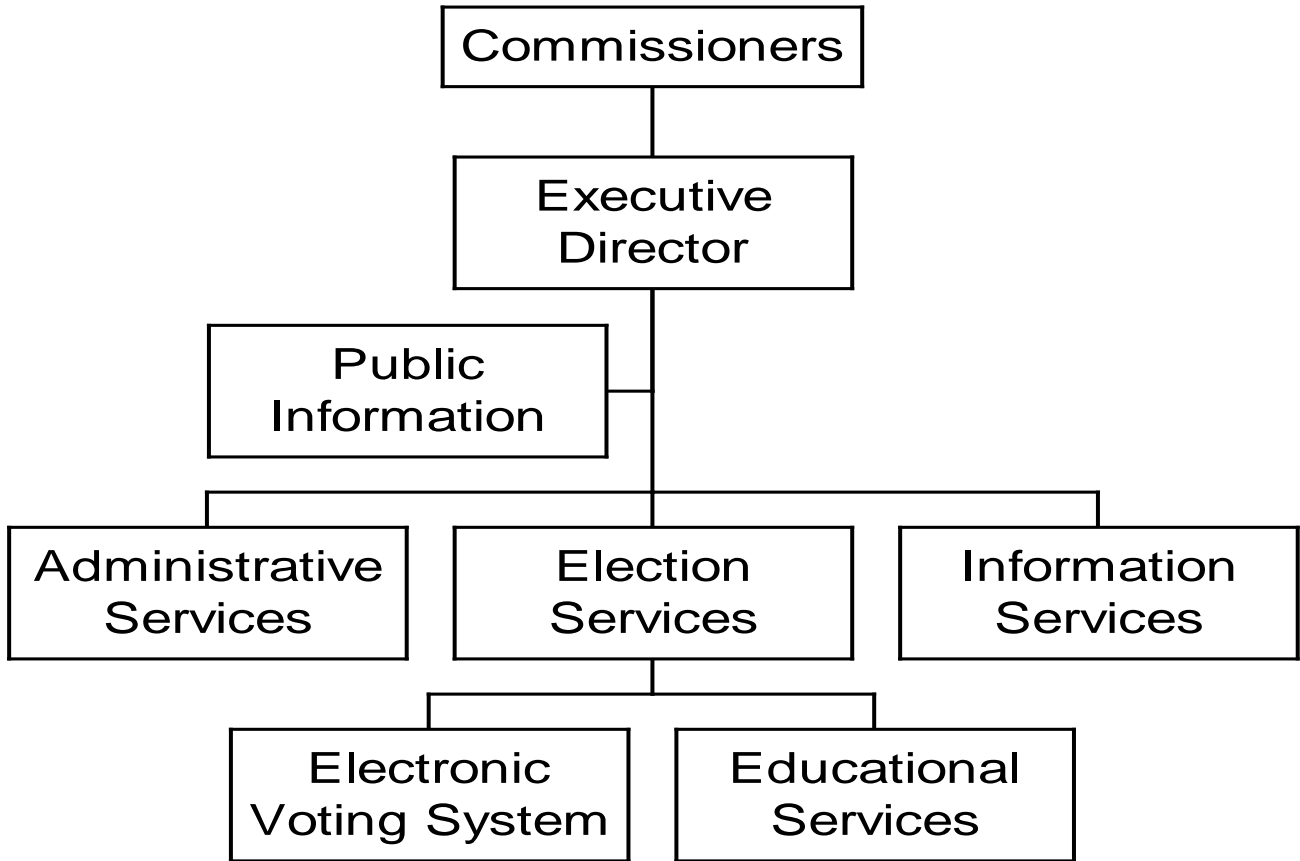 Commissioners
Executive
Director
Public
Information
Administrative
Services
Election
Services
Information
Services
Electronic
Voting System
Educational
Services